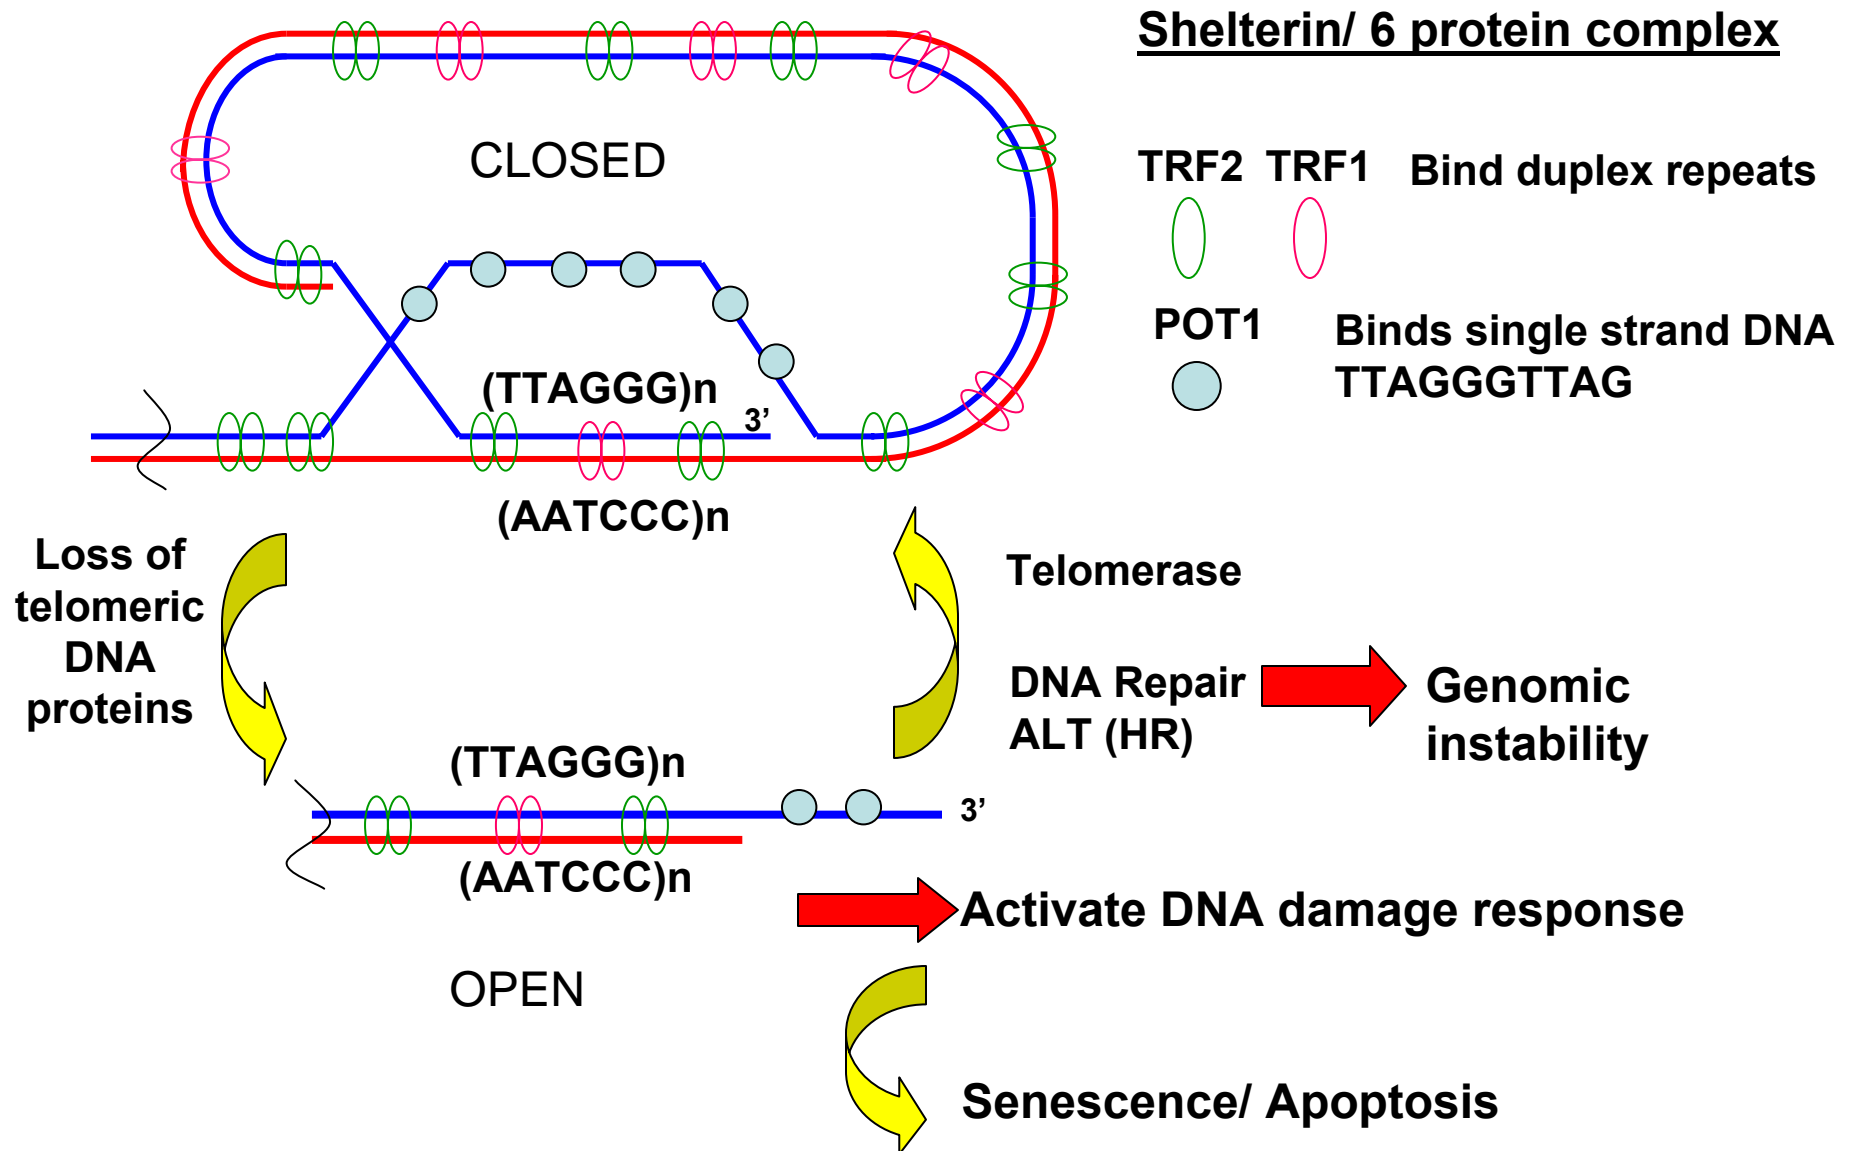 Shelterin/ 6 protein complex
CLOSED
TRF2 TRF1 Bind duplex repeats
POT1
Binds single strand DNA
TTAGGGTTAG
(TTAGGG)n
3’
(AATCCC)n
Loss of
telomeric
DNA
proteins
Telomerase
DNA Repair
ALT (HR)
Genomic
instability
(TTAGGG)n
3’
(AATCCC)n
Activate DNA damage response
OPEN
Senescence/ Apoptosis